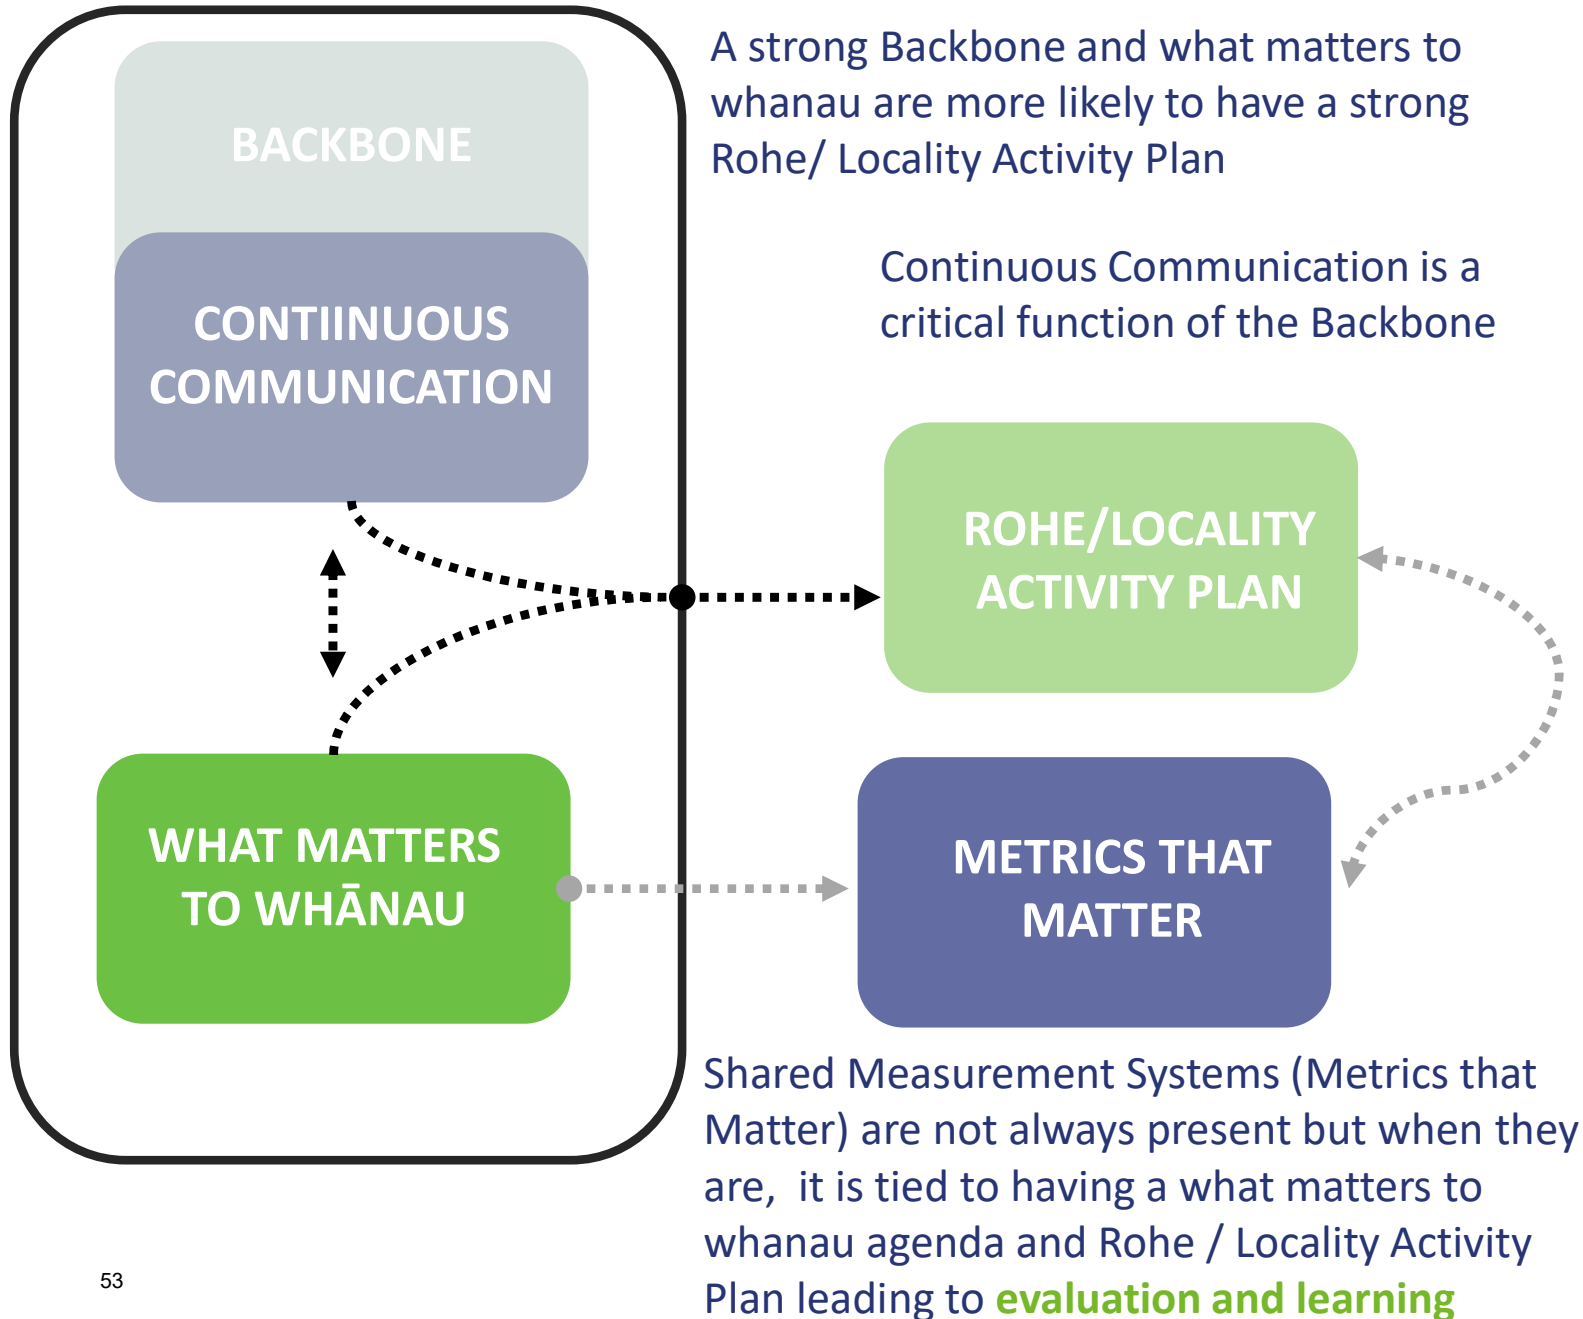 BACKBONE
CONTIINUOUS
COMMUNICATION
WHAT MATTERS
TO WHĀNAU
A strong Backbone and what matters to
whanau are more likely to have a strong
Rohe/ Locality Activity Plan
Continuous Communication is a
critical function of the Backbone
ROHE/LOCALITY
ACTIVITY PLAN
METRICS THAT
MATTER
Shared Measurement Systems (Metrics that
Matter) are not always present but when they
are,  it is tied to having a what matters to
whanau agenda and Rohe / Locality Activity
Plan leading to evaluation and learning
53